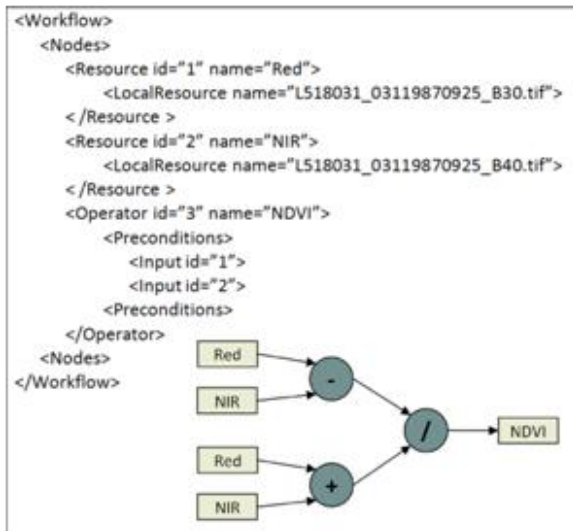 <Workflow>
<Nodes>
<Resource id="1" name="Red">
<LocalResource name="L518031_03119870925_B30.tif">
</Resource >
<Resource id="2" name="NIR">
<LocalResource name="L518031_03119870925_B40.tif">
</Resource >
<Operator id="3" name="NDVI">
<Preconditions>
<Input id="1">
<Input id="2">
<Preconditions>
</Operator>
<Nodes>
</Workflow>
Red
-
NIR
/
NDVI
Red
+
NIR